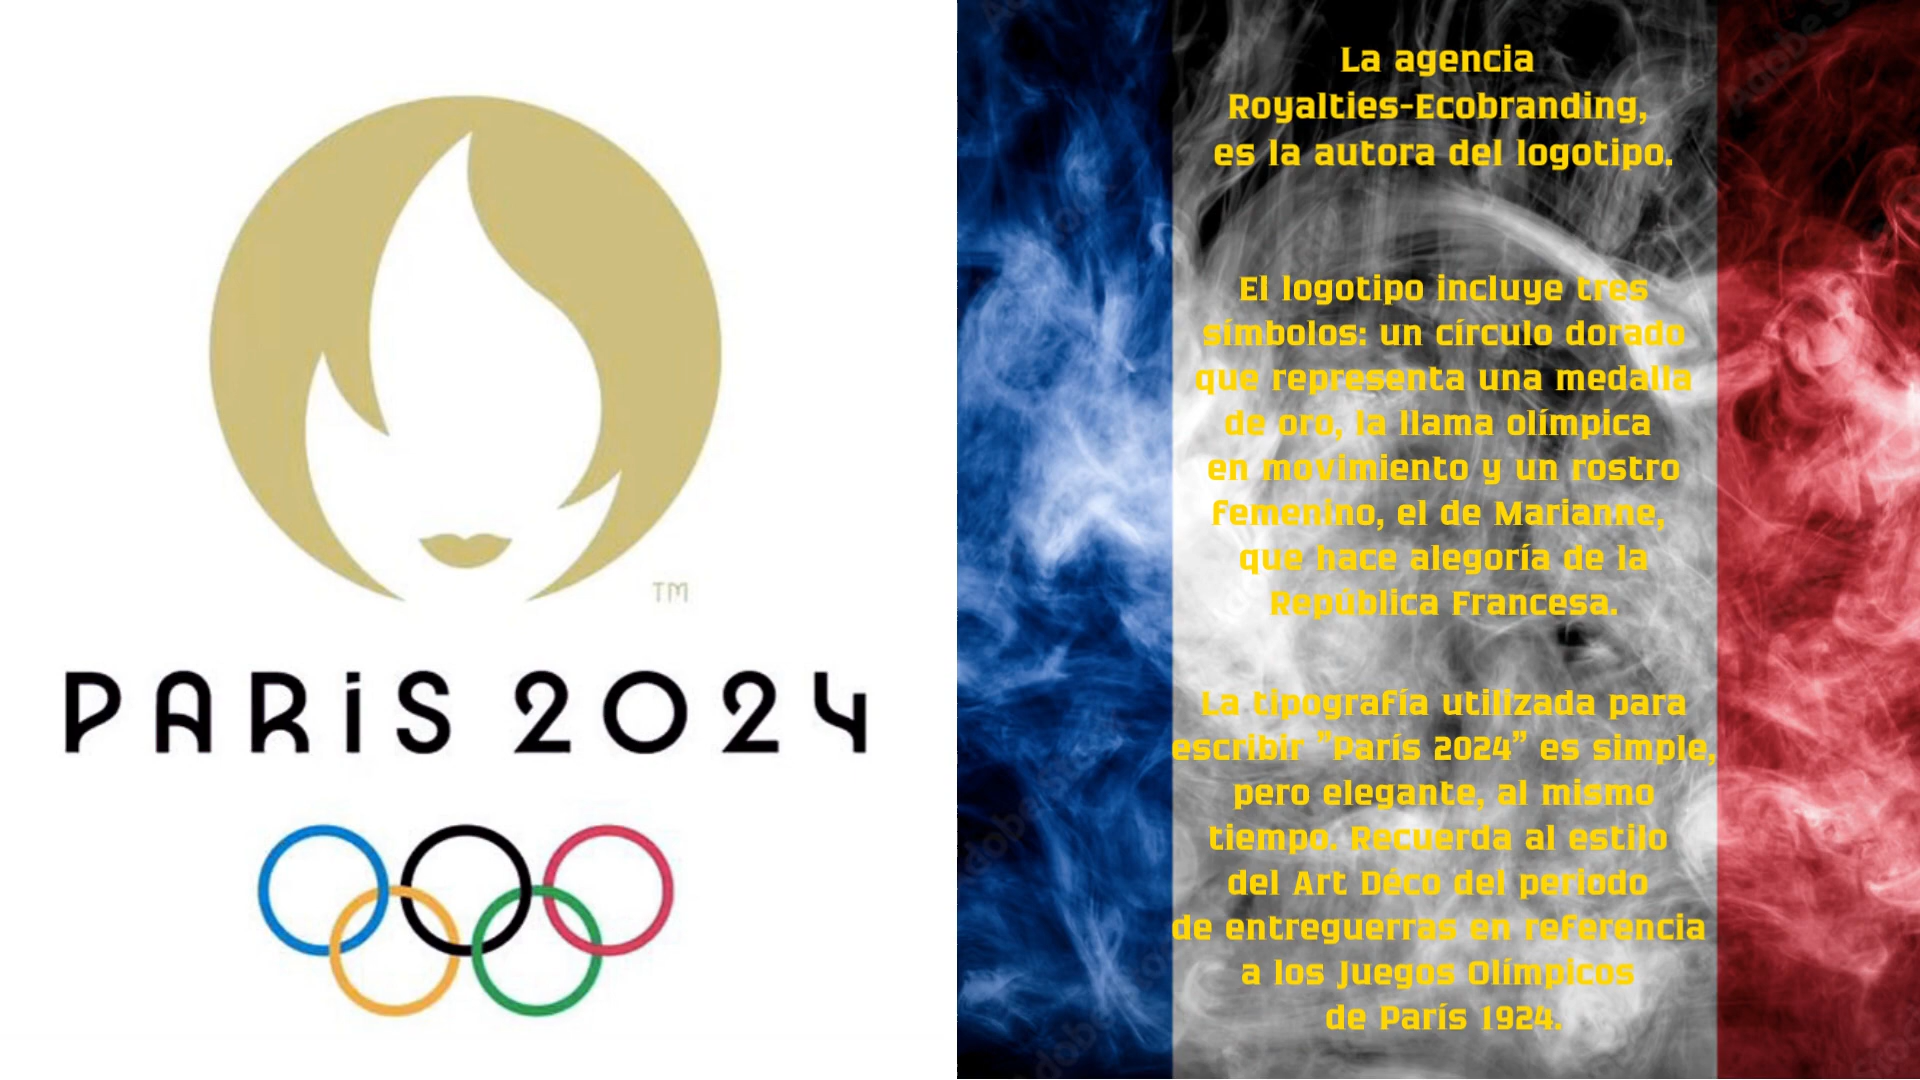 TM
PARiS 2024
La agencia
Royalties-Ecobranding,
es la autora del logotipo.
El logotipo incluye tres
símbolos: un círculo dorado
que representa una medalla
de oro, la llama olímpica
en movimiento y un rostro
femenino, el de Marianne,
que hace alegoría de la
República Francesa.
La tipografía utilizada para
escribir "París 2024" es simple,
pero elegante, al mismo
tiempo. Recuerda al estilo
del Art Déco del periodo
de entreguerras en referencia
a los Juegos Olímpicos
de París 1924.